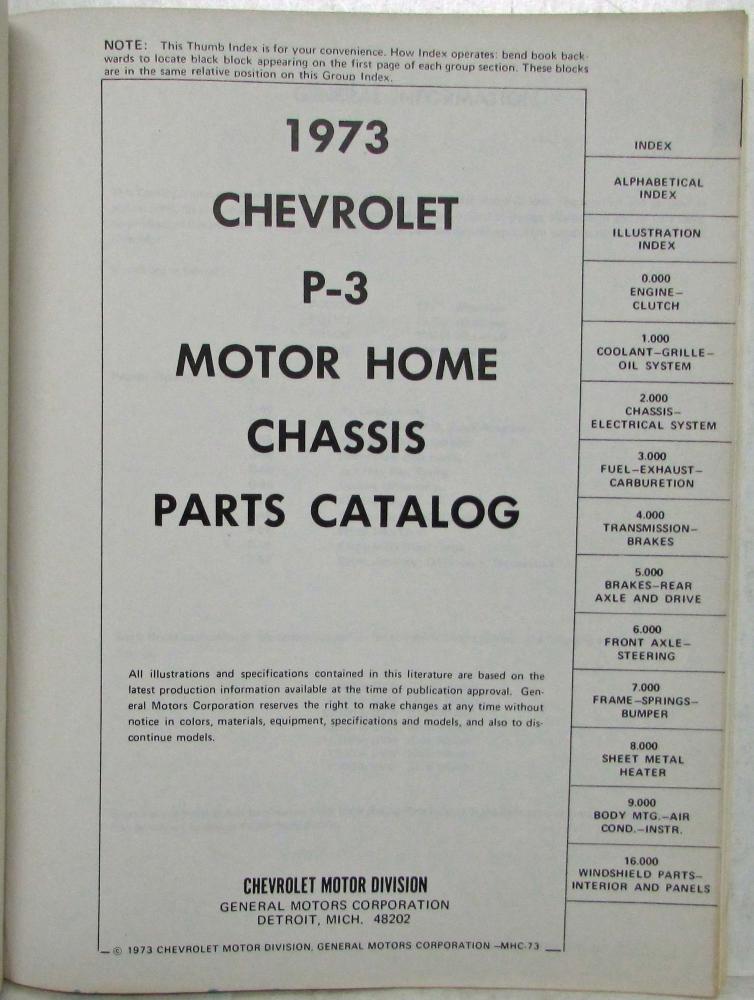 NOTE: This Thumb Index is for your convenience. How Index operates: bend book back-
wards to locate black block appearing on the first page of each group section. These blocks
are in the same relative position on this Group Index.
1973
CHEVROLET
P-3
MOTOR HOME
CHASSIS
PARTS CATALOG
All illustrations and specifications contained in this literature are based on the
latest production information available at the time of publication approval. Gen-
eral Motors Corporation reserves the right to make changes at any time without
notice in colors, materials, equipment, specifications and models, and also to dis-
continue models.
CHEVROLET MOTOR DIVISION
GENERAL MOTORS CORPORATION
DETROIT, MICH. 48202
© 1973 CHEVROLET MOTOR DIVISION, GENERAL MOTORS CORPORATION —MHC-73
INDEX
ALPHABETICAL
INDEX
ILLUSTRATION
INDEX
0.000
ENGINE—
CLUTCH
1.000
COOLANT—GRILLE—
OIL SYSTEM
2.000
CHASSIS—
ELECTRICAL SYSTEM
3.000
FUEL—EXHAUST—
CARBURETION
4.000
TRANSMISSION—
BRAKES
5.000
BRAKES—REAR
AXLE AND DRIVE
6.000
FRONT AXLE—
STEERING
7.000
FRAME—SPRINGS—
BUMPER
8.000
SHEET METAL
HEATER
9.000
BODY MTG.—AIR
COND.—INSTR.
16.000
WINDSHIELD PARTS—
INTERIOR AND PANELS